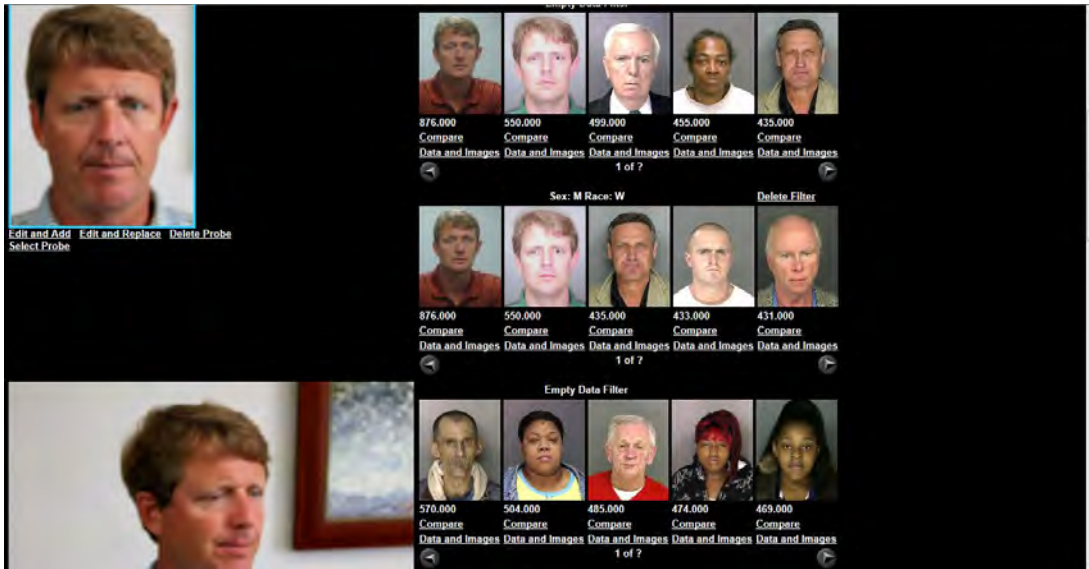 Empty Data Filter
876.000 550.000 499.000 455.000 435.000
Compare Compare Compare Compare Compare
Data and Images Data and Images Data and Images Data and Images Data and Images
1 of ?
Sex: M Race: W Delete Filter
Edit and Add Edit and Replace Delete Probe
Select Probe
876.000 550.000 435.000 433.000 431.000
Compare Compare Compare Compare Compare
Data and Images Data and Images Data and Images Data and Images Data and Images
1 of ?
Empty Data Filter
570.000 504.000 485.000 474.000 469.000
Compare Compare Compare Compare Compare
Data and Images Data and Images Data and Images Data and Images Data and Images
1 of ?